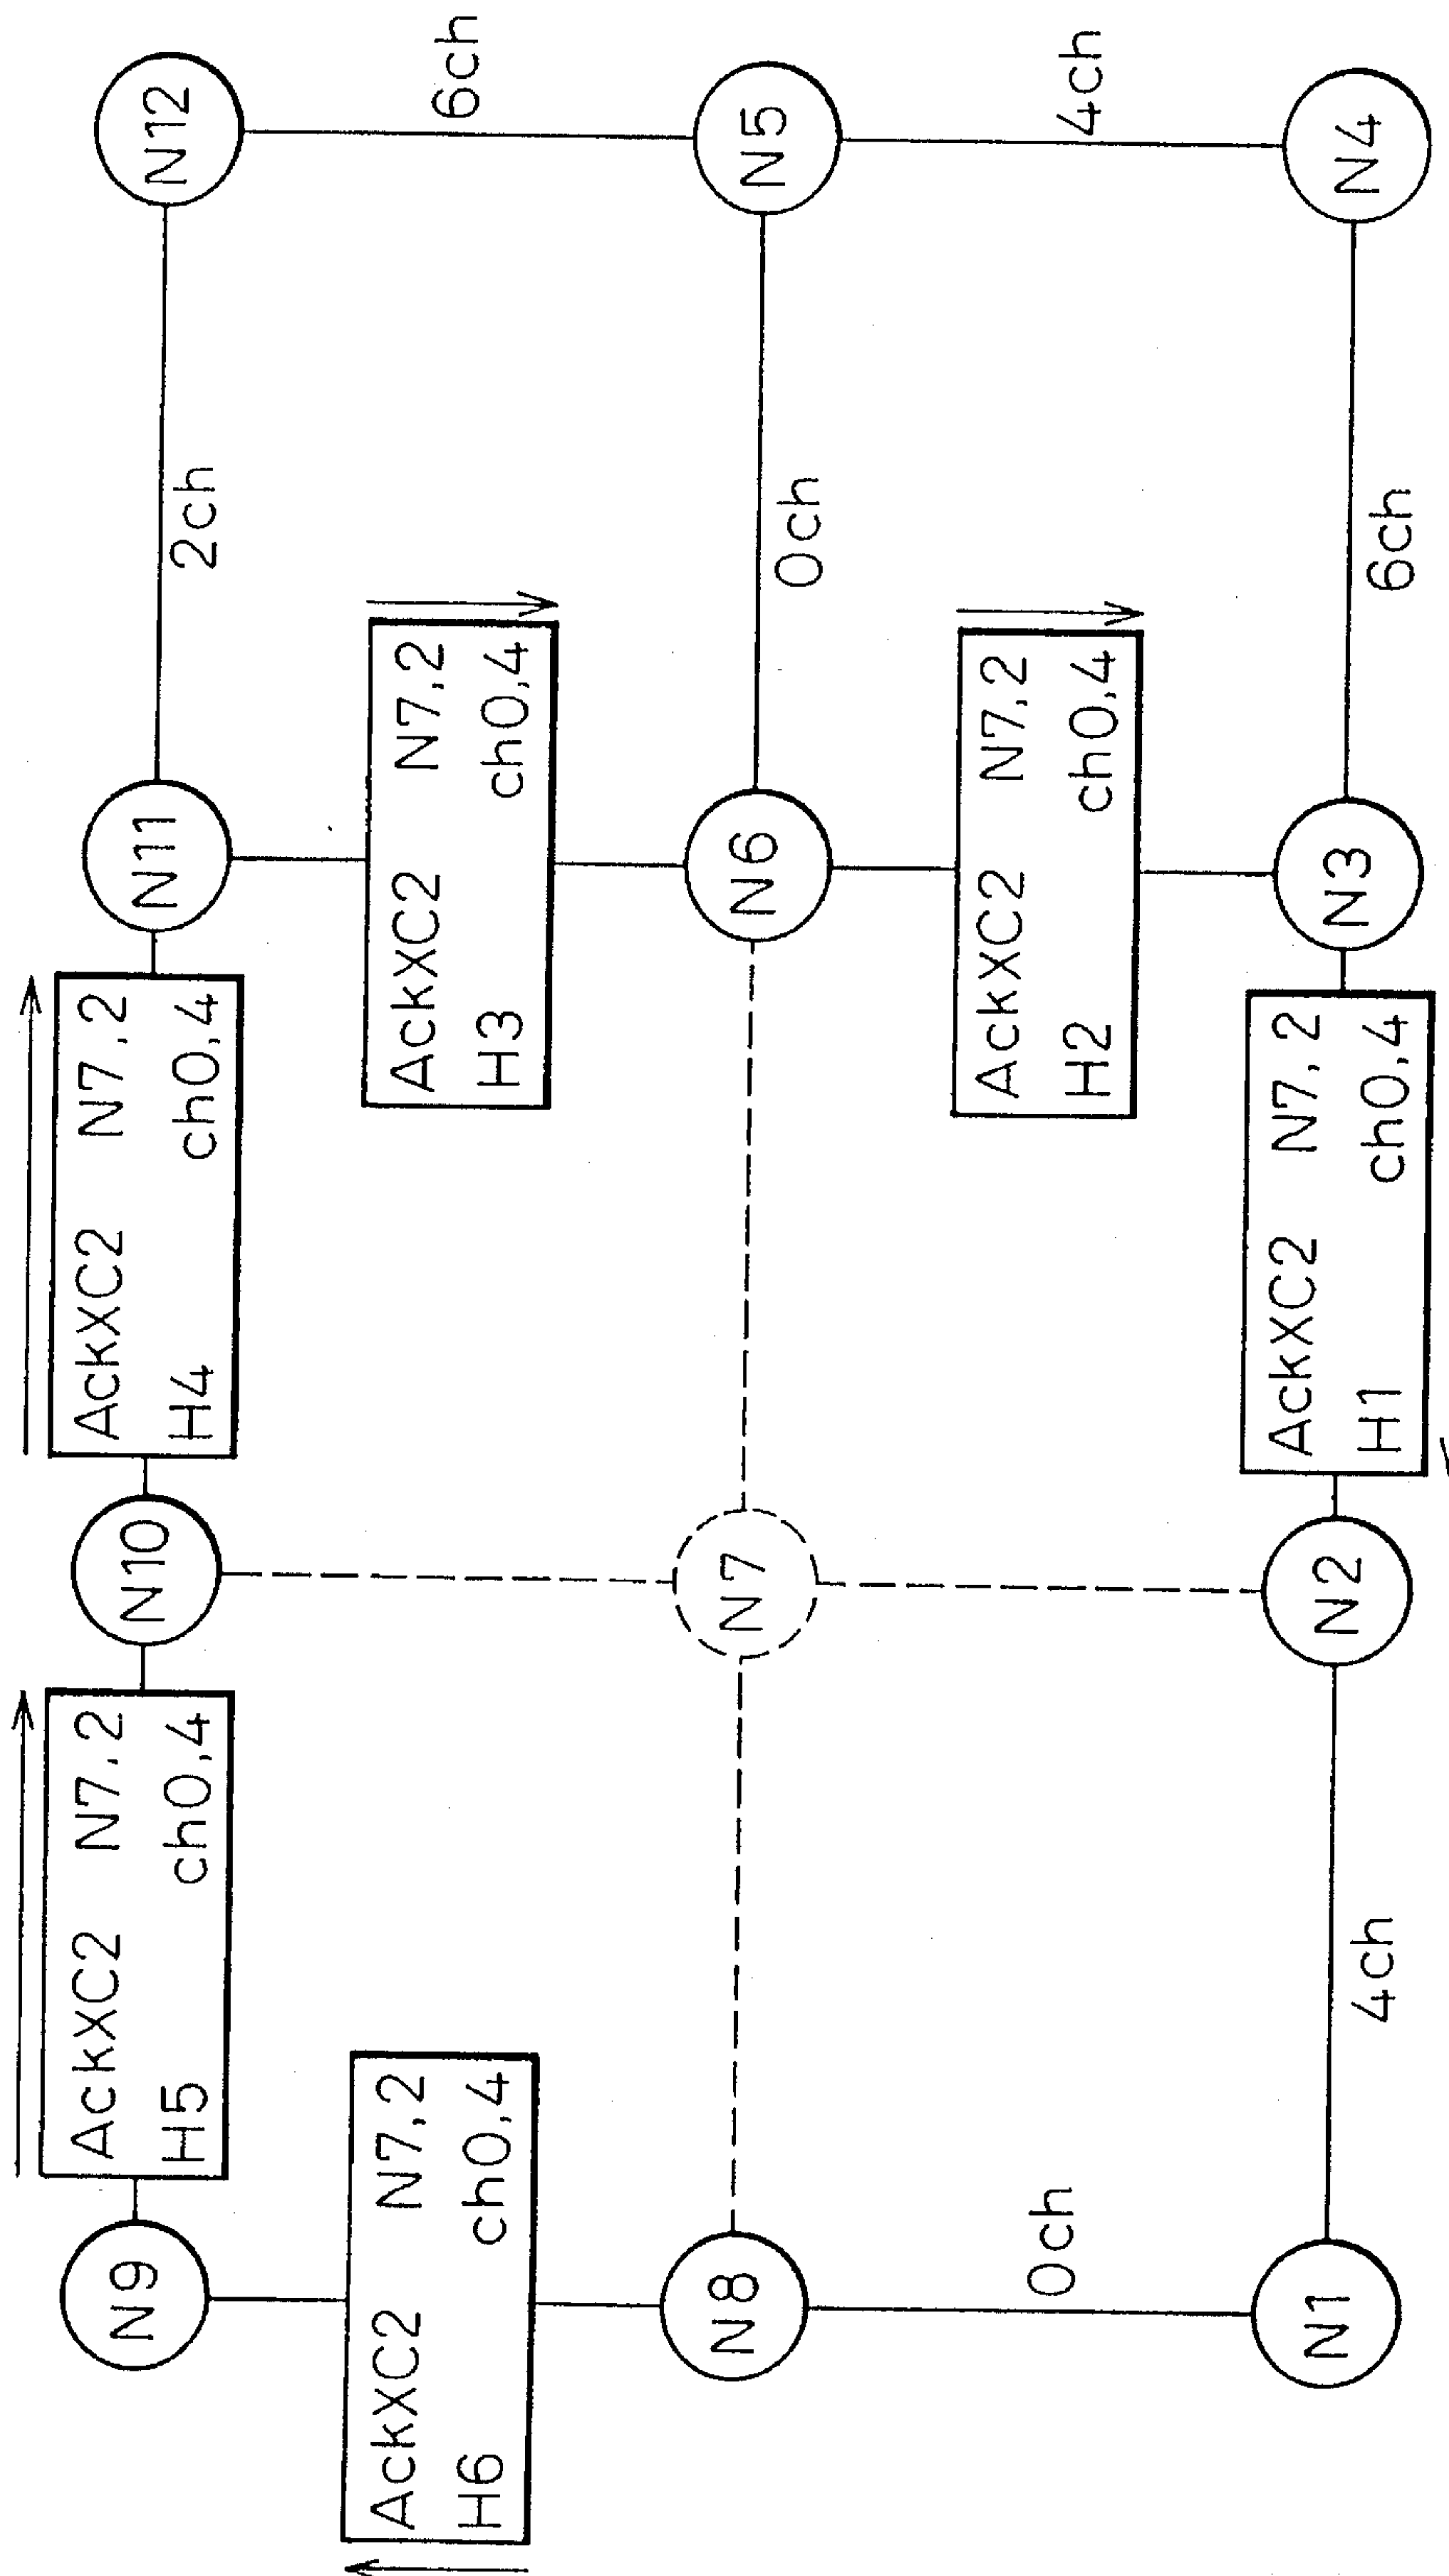 N9
AckXC2 N7,2
H5 ch0,4
N10
AckXC2 N7,2
H4 ch0,4
N11
2ch
N12
AckXC2 N7,2
H6 ch0,4
AckXC2 N7,2
H3 ch0,4
6ch
N8
N7
N6
0ch
N5
0ch
AckXC2 N7,2
H2 ch0,4
4ch
N1
4ch
N2
AckXC2 N7,2
H1 ch0,4
N3
6ch
N4